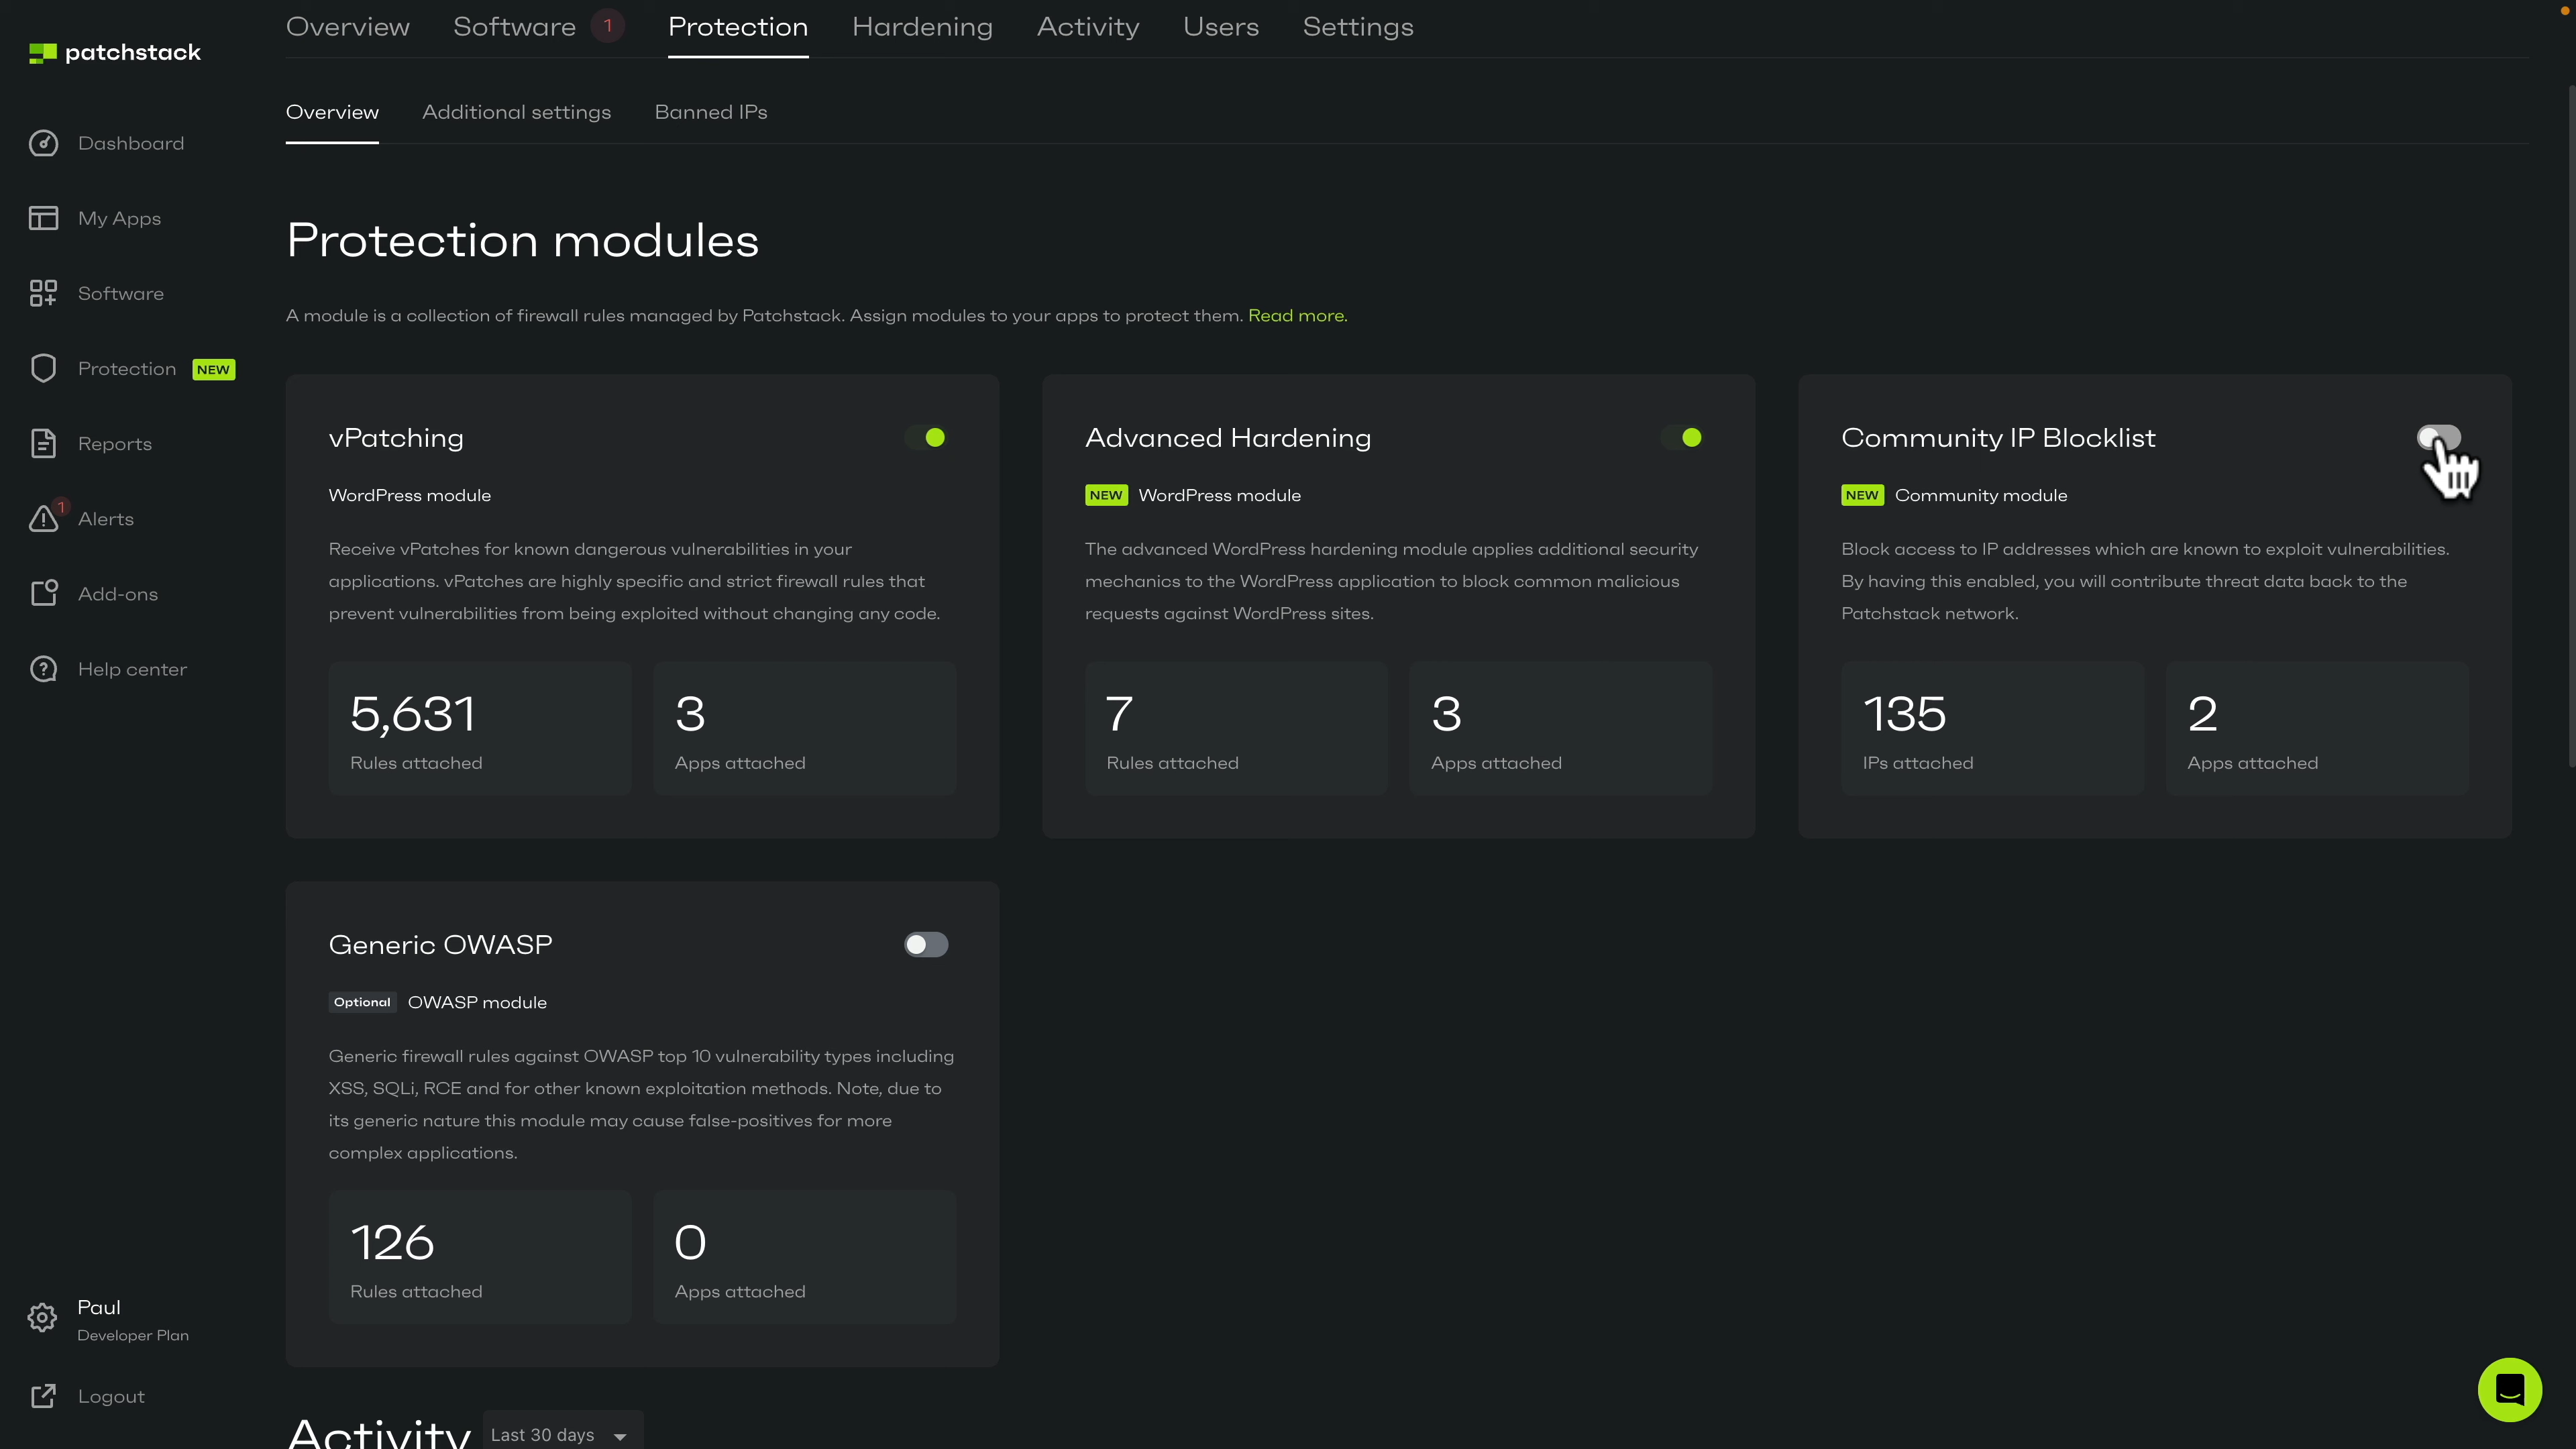 patchstack
Overview Software 1 Protection Hardening Activity Users Settings
Overview Additional settings Banned IPs
Dashboard
My Apps
Software
Protection NEW
Reports
1 Alerts
Add-ons
Help center
Paul
Developer Plan
Logout
Protection modules
A module is a collection of firewall rules managed by Patchstack. Assign modules to your apps to protect them. Read more.
vPatching
WordPress module
Receive vPatches for known dangerous vulnerabilities in your
applications. vPatches are highly specific and strict firewall rules that
prevent vulnerabilities from being exploited without changing any code.
5,631 3
Rules attached Apps attached
Advanced Hardening
NEW WordPress module
The advanced WordPress hardening module applies additional security
mechanics to the WordPress application to block common malicious
requests against WordPress sites.
7 3
Rules attached Apps attached
Community IP Blocklist
NEW Community module
Block access to IP addresses which are known to exploit vulnerabilities.
By having this enabled, you will contribute threat data back to the
Patchstack network.
135 2
IPs attached Apps attached
Generic OWASP
Optional OWASP module
Generic firewall rules against OWASP top 10 vulnerability types including
XSS, SQLi, RCE and for other known exploitation methods. Note, due to
its generic nature this module may cause false-positives for more
complex applications.
126 0
Rules attached Apps attached
Activity Last 30 days